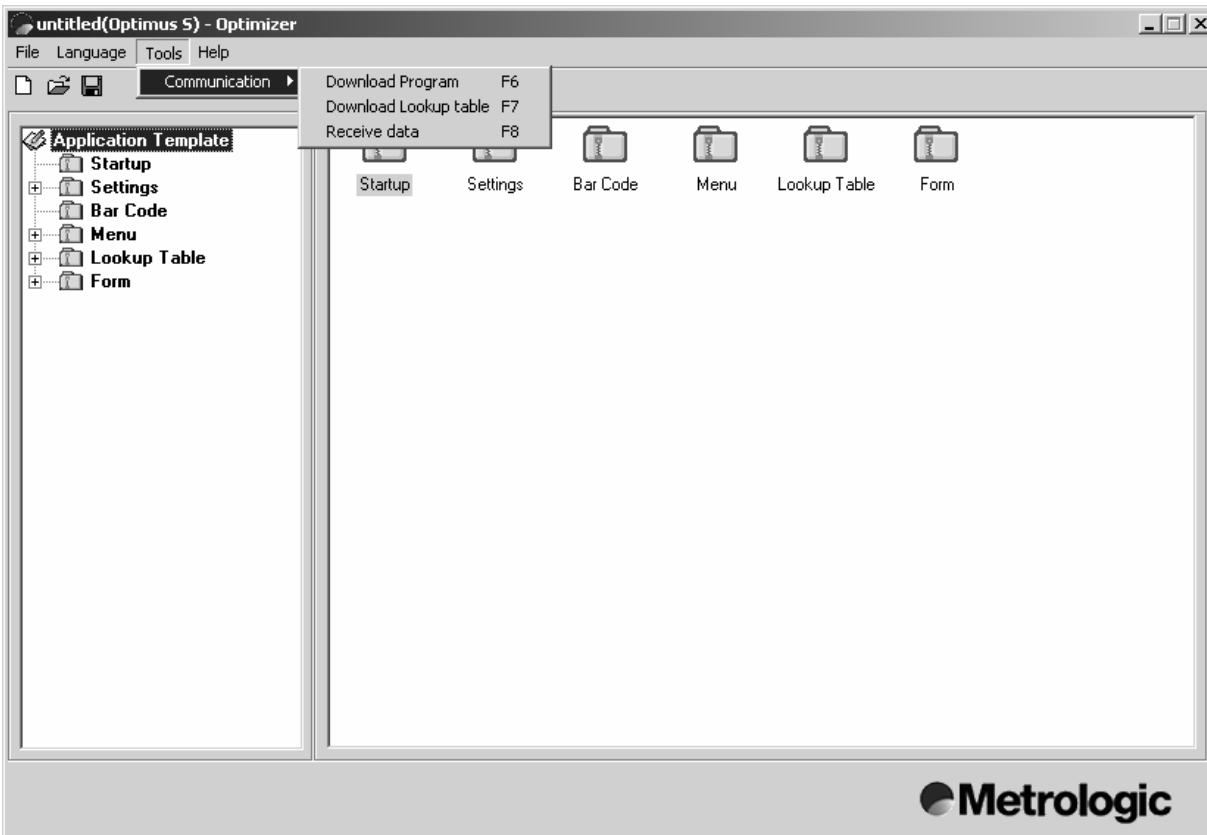 untitled(Optimus S) - Optimizer
File Language Tools Help
Communication
Download Program F6
Download Lookup table F7
Receive data F8
Application Template
Startup
Settings
Bar Code
Menu
Lookup Table
Form
Startup Settings Bar Code Menu Lookup Table Form
Metrologic